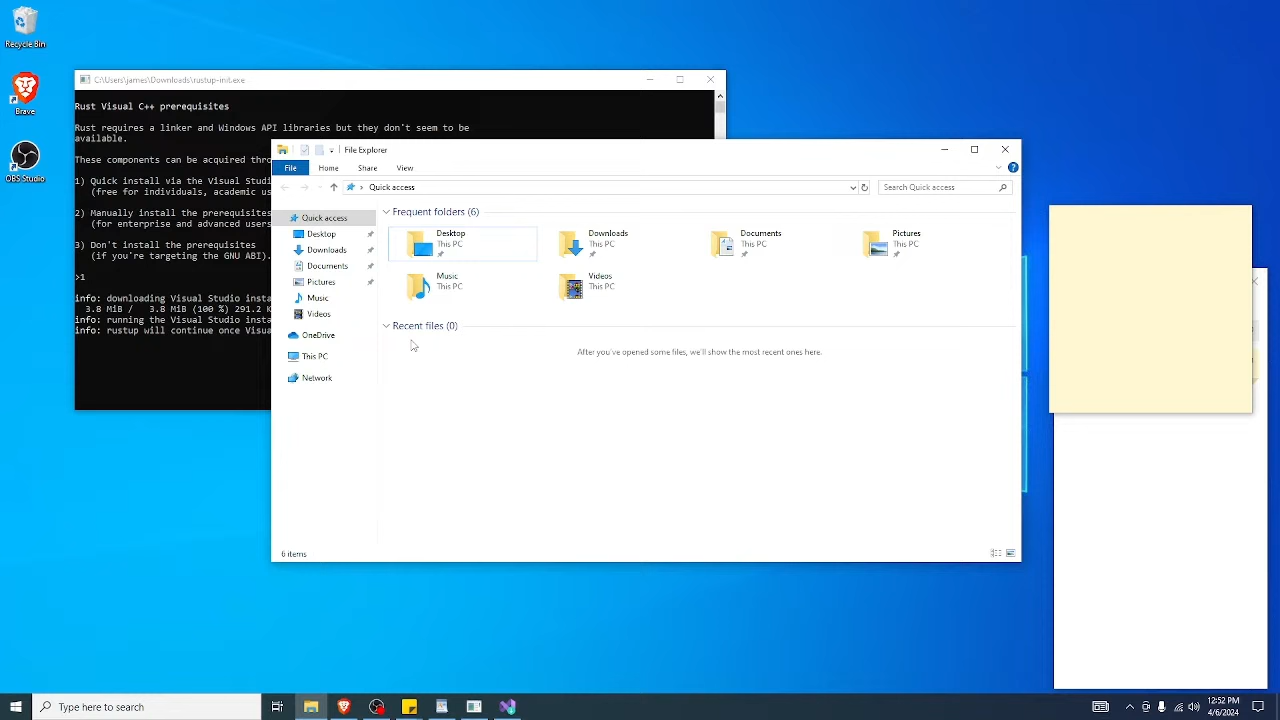 Recycle Bin
Brave
OBS Studio
C:\Users\james\Downloads\rustup-init.exe
Rust Visual C++ prerequisites
Rust requires a linker and Windows API libraries but they don't seem to be
available.
These components can be acquired thro
1) Quick install via the Visual Studi
(free for individuals, academic us
2) Manually install the prerequisites
(for enterprise and advanced users
3) Don't install the prerequisites
(if you're targeting the GNU ABI).
>1
info: downloading Visual Studio insta
3.8 MiB / 3.8 MiB (100 %) 291.2 K
info: running the Visual Studio insta
info: rustup will continue once Visua
File Explorer
File Home Share View
Quick access
Search Quick access
Quick access
Desktop
Downloads
Documents
Pictures
Music
Videos
OneDrive
This PC
Network
Frequent folders (6)
Desktop
This PC
Downloads
This PC
Documents
This PC
Pictures
This PC
Music
This PC
Videos
This PC
Recent files (0)
After you've opened some files, we'll show the most recent ones here.
6 items
Type here to search
12:52 PM
4/6/2024